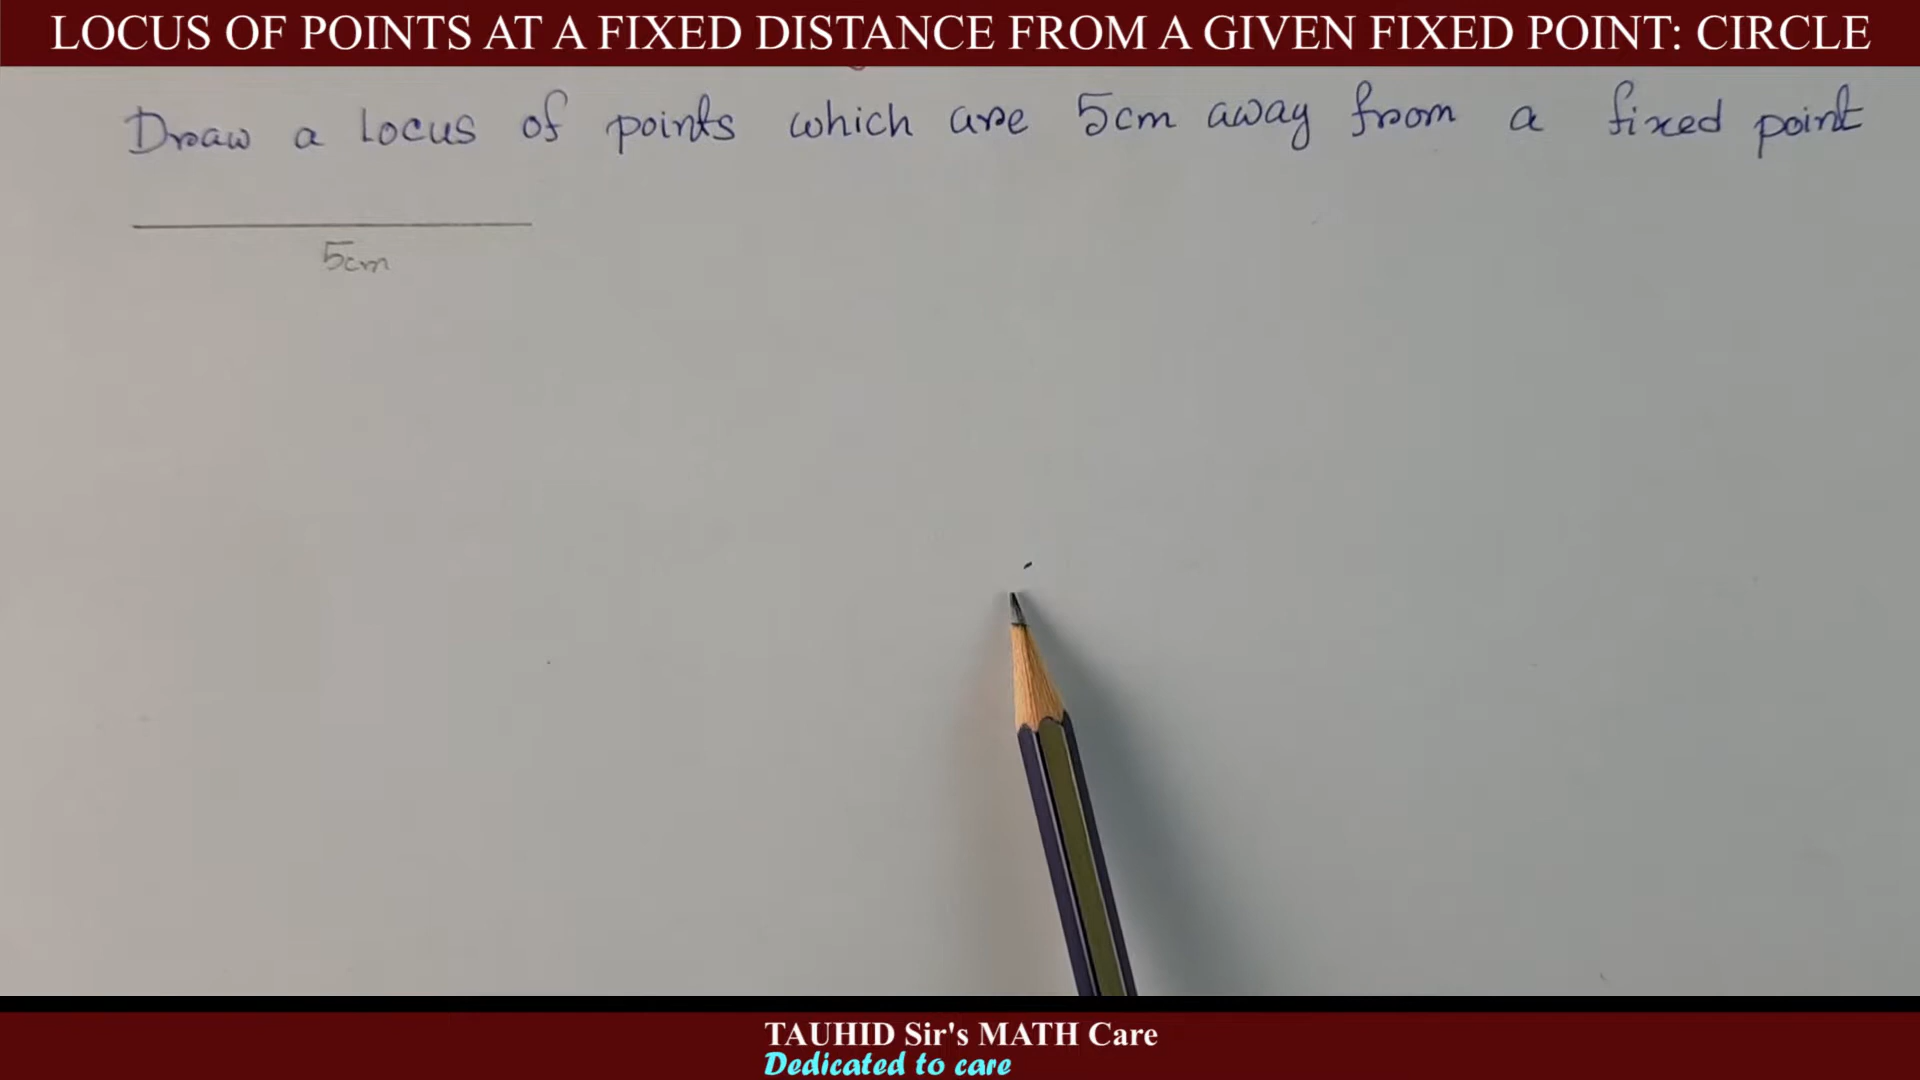 LOCUS OF POINTS AT A FIXED DISTANCE FROM A GIVEN FIXED POINT: CIRCLE
Draw a locus of points which are 5cm away from a fixed point
5cm
TAUHID Sir's MATH Care
Dedicated to care